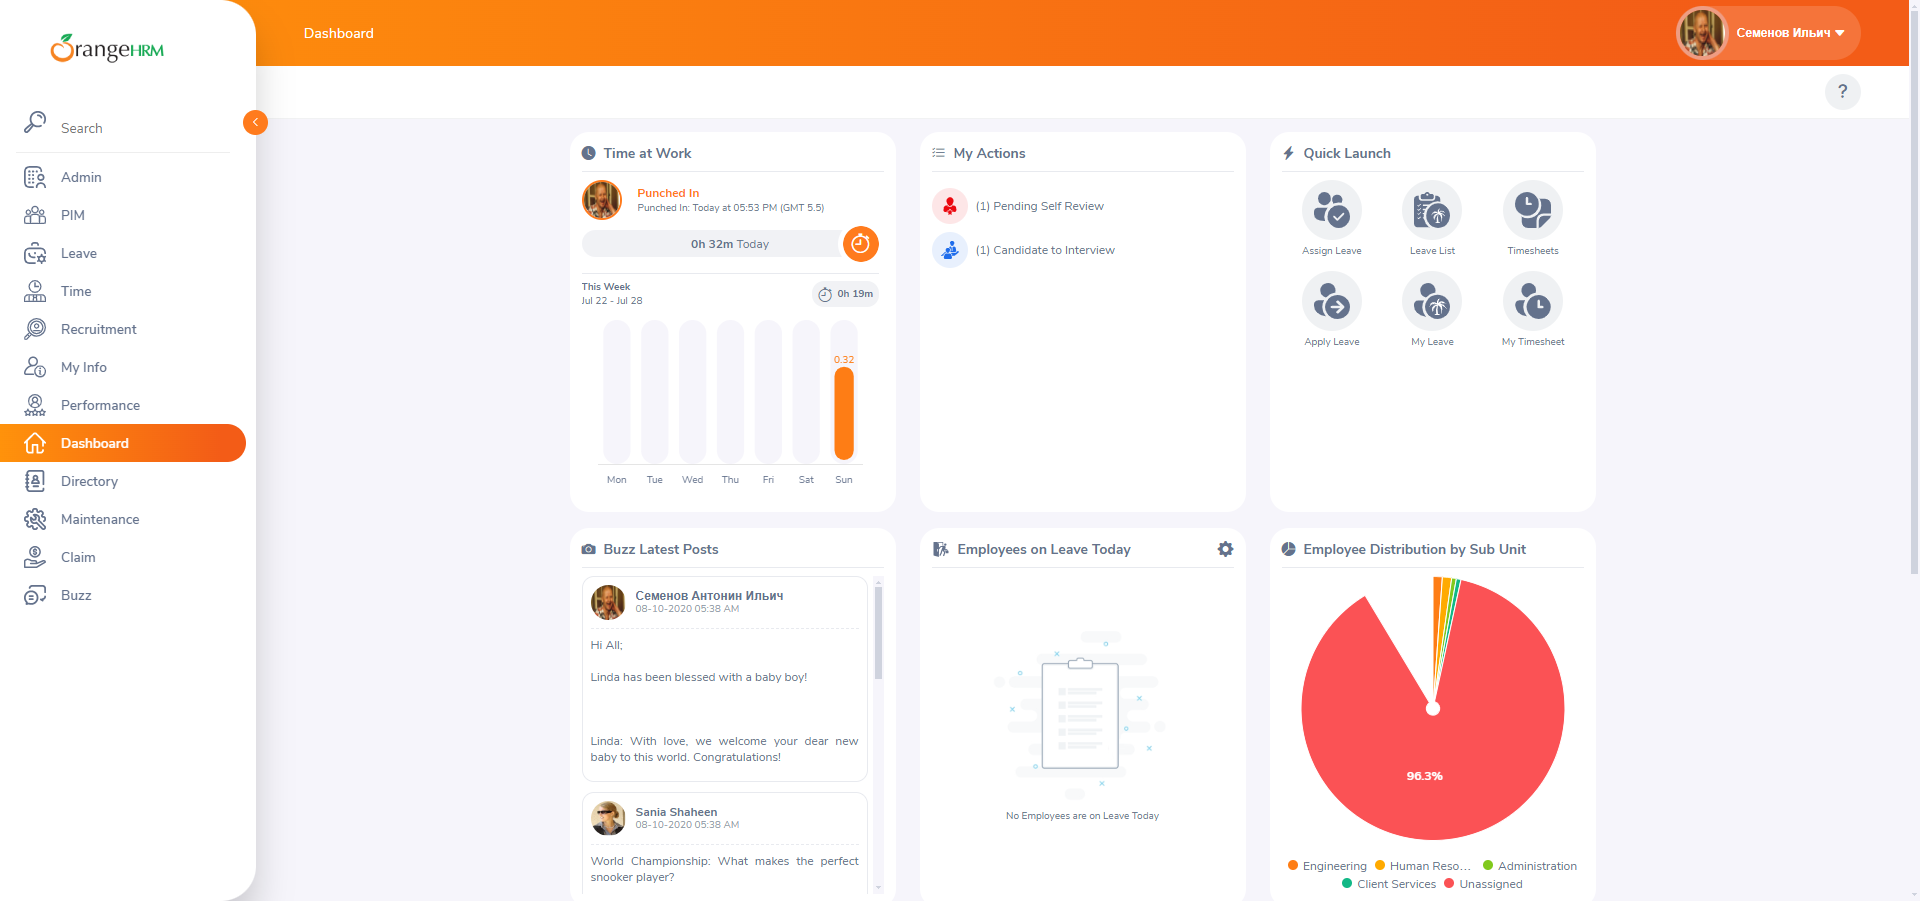 OrangeHRM
Dashboard
Семенов Ильич
?
Search
Admin
PIM
Leave
Time
Recruitment
My Info
Performance
Dashboard
Directory
Maintenance
Claim
Buzz
Time at Work
Punched In
Punched In: Today at 05:53 PM (GMT 5.5)
0h 32m Today
This Week
Jul 22 - Jul 28
0h 19m
0.32
Mon Tue Wed Thu Fri Sat Sun
My Actions
(1) Pending Self Review
(1) Candidate to Interview
Quick Launch
Assign Leave Leave List Timesheets
Apply Leave My Leave My Timesheet
Buzz Latest Posts
Семенов Антонин Ильич
08-10-2020 05:38 AM
Hi All;
Linda has been blessed with a baby boy!
Linda: With love, we welcome your dear new
baby to this world. Congratulations!
Sania Shaheen
08-10-2020 05:38 AM
World Championship: What makes the perfect
snooker player?
Employees on Leave Today
No Employees are on Leave Today
Employee Distribution by Sub Unit
96.3%
Engineering Human Reso... Administration
Client Services Unassigned